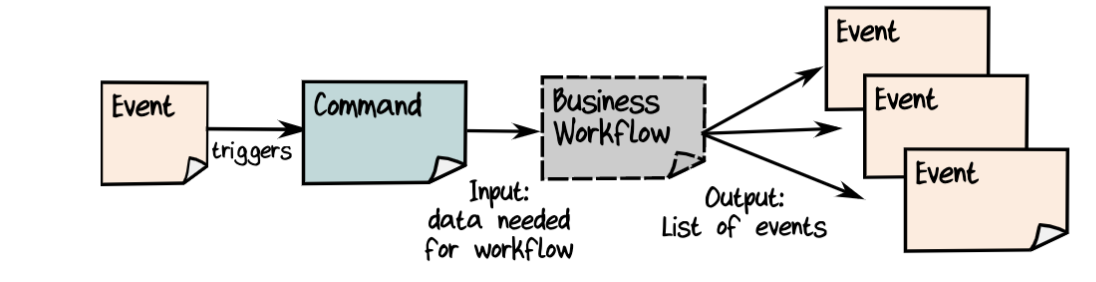 Event
triggers
Command
Input:
data needed
for workflow
Business
Workflow
Output:
List of events
Event
Event
Event